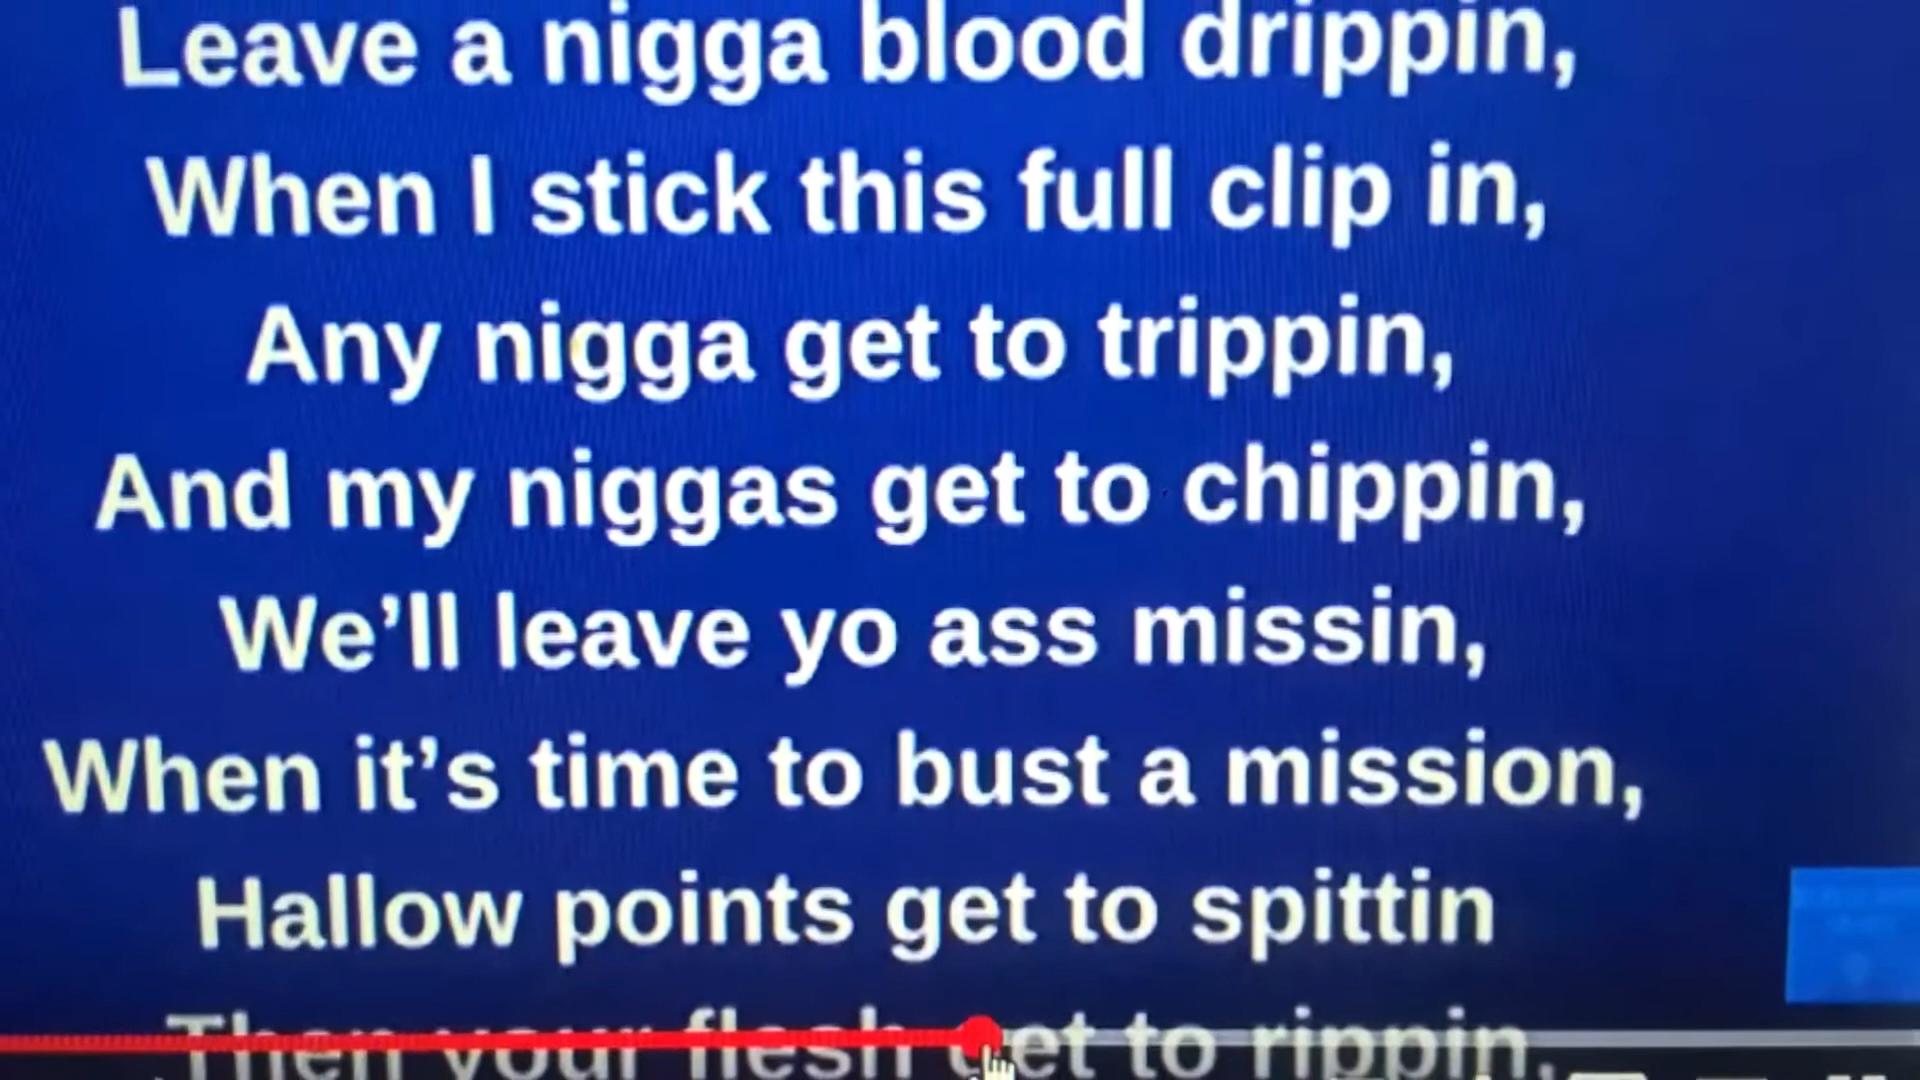 Leave a nigga blood drippin,
When I stick this full clip in,
Any nigga get to trippin,
And my niggas get to chippin,
We’ll leave yo ass missin,
When it’s time to bust a mission,
Hallow points get to spittin
Then your flesh get to rippin,